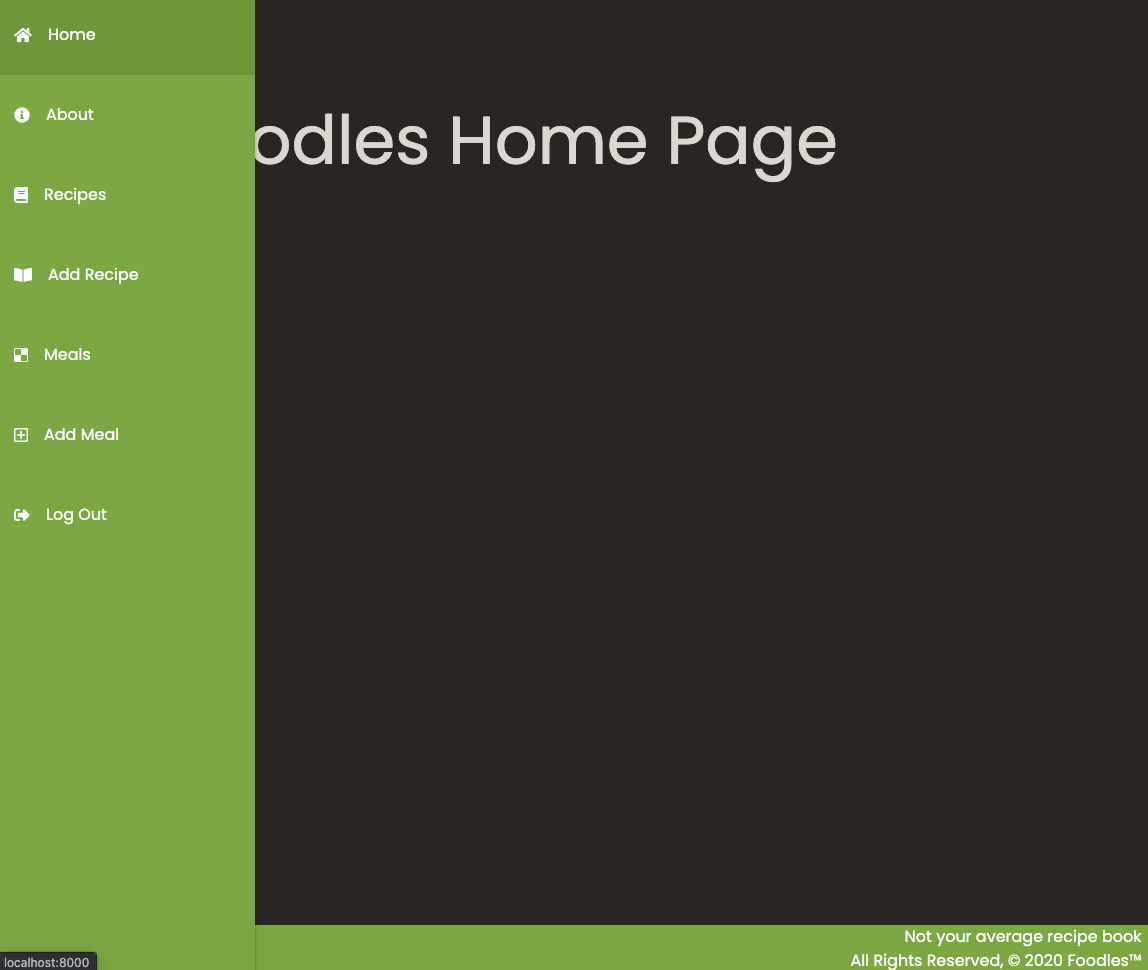 Home
About
Recipes
Add Recipe
Meals
Add Meal
Log Out
oodles Home Page
Not your average recipe book
All Rights Reserved, © 2020 Foodles™
localhost:8000